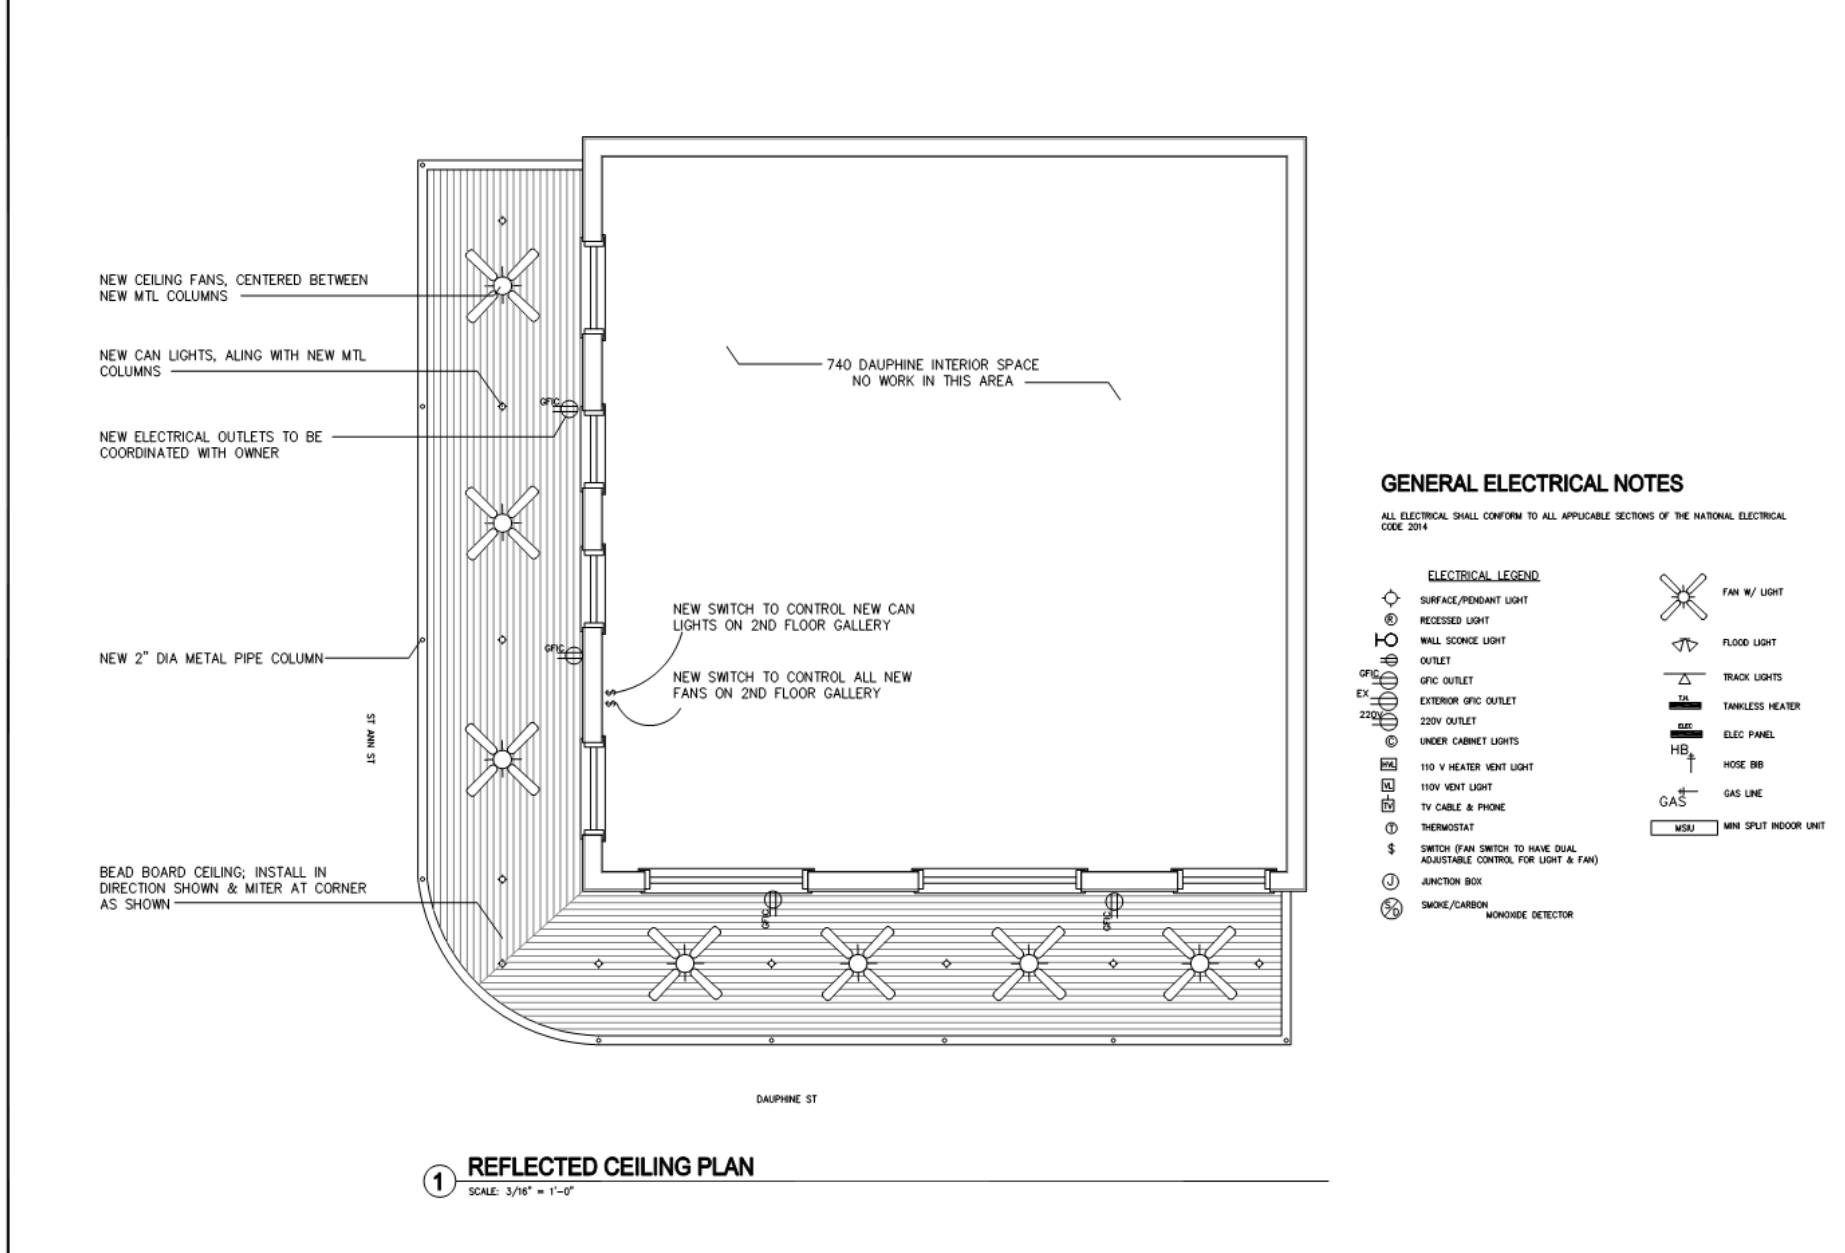 NEW CEILING FANS, CENTERED BETWEEN
NEW MTL COLUMNS
NEW CAN LIGHTS, ALING WITH NEW MTL
COLUMNS
NEW ELECTRICAL OUTLETS TO BE
COORDINATED WITH OWNER
NEW 2" DIA METAL PIPE COLUMN
BEAD BOARD CEILING; INSTALL IN
DIRECTION SHOWN & MITER AT CORNER
AS SHOWN
ST ANN ST
GFIC
GFIC
740 DAUPHINE INTERIOR SPACE
NO WORK IN THIS AREA
NEW SWITCH TO CONTROL NEW CAN
LIGHTS ON 2ND FLOOR GALLERY
NEW SWITCH TO CONTROL ALL NEW
FANS ON 2ND FLOOR GALLERY
$
$
GFIC
GFIC
DAUPHINE ST
1
REFLECTED CEILING PLAN
SCALE: 3/16" = 1'-0"
GENERAL ELECTRICAL NOTES
ALL ELECTRICAL SHALL CONFORM TO ALL APPLICABLE SECTIONS OF THE NATIONAL ELECTRICAL
CODE 2014
ELECTRICAL LEGEND
SURFACE/PENDANT LIGHT
R RECESSED LIGHT
WALL SCONCE LIGHT
OUTLET
GFIC GFIC OUTLET
EX EXTERIOR GFIC OUTLET
220V 220V OUTLET
C UNDER CABINET LIGHTS
HVL 110 V HEATER VENT LIGHT
VL 110V VENT LIGHT
TV TV CABLE & PHONE
T THERMOSTAT
$ SWITCH (FAN SWITCH TO HAVE DUAL
ADJUSTABLE CONTROL FOR LIGHT & FAN)
J JUNCTION BOX
S/D SMOKE/CARBON
MONOXIDE DETECTOR
FAN W/ LIGHT
FLOOD LIGHT
TRACK LIGHTS
T.H. TANKLESS HEATER
ELEC ELEC PANEL
HB HOSE BIB
GAS GAS LINE
MSIU MINI SPLIT INDOOR UNIT